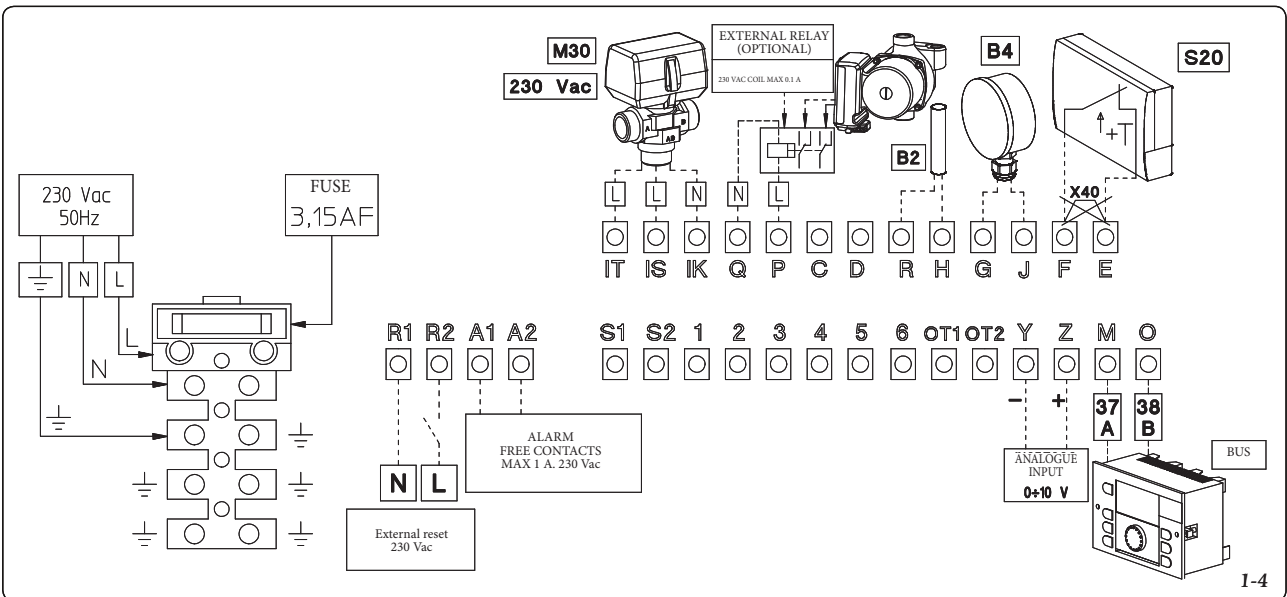 M30
230 Vac
EXTERNAL RELAY
(OPTIONAL)
230 VAC COIL MAX 0.1 A
B4
S20
B2
A
B
AB
+T
X40
L
L
N
N
L
IT IS IK Q P C D R H G J F E
230 Vac
50Hz
FUSE
3,15AF
N
L
L
N
R1 R2 A1 A2 S1 S2 1 2 3 4 5 6 OT1 OT2 Y Z M O
- +
37
A
38
B
N L
ALARM
FREE CONTACTS
MAX 1 A. 230 Vac
External reset
230 Vac
ANALOGUE
INPUT
0÷10 V
BUS
1-4